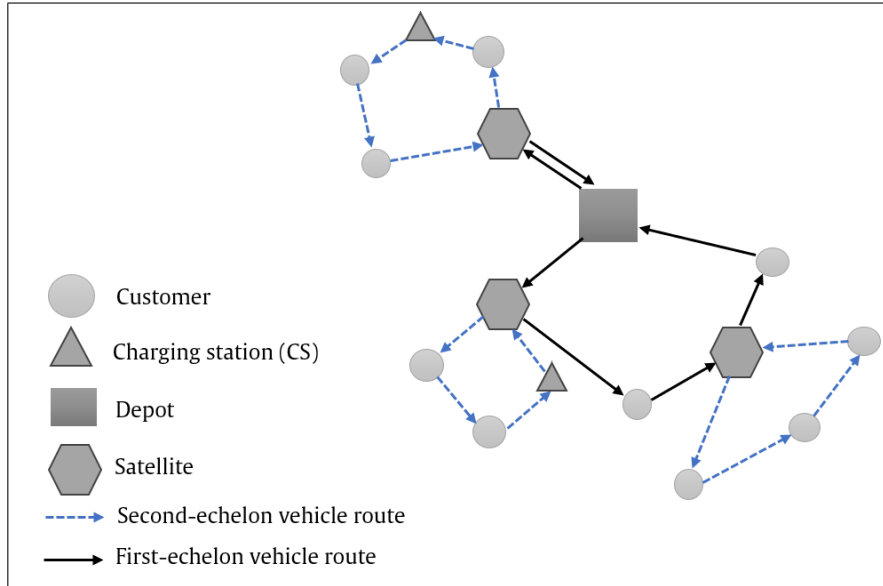 Customer
Charging station (CS)
Depot
Satellite
Second-echelon vehicle route
First-echelon vehicle route